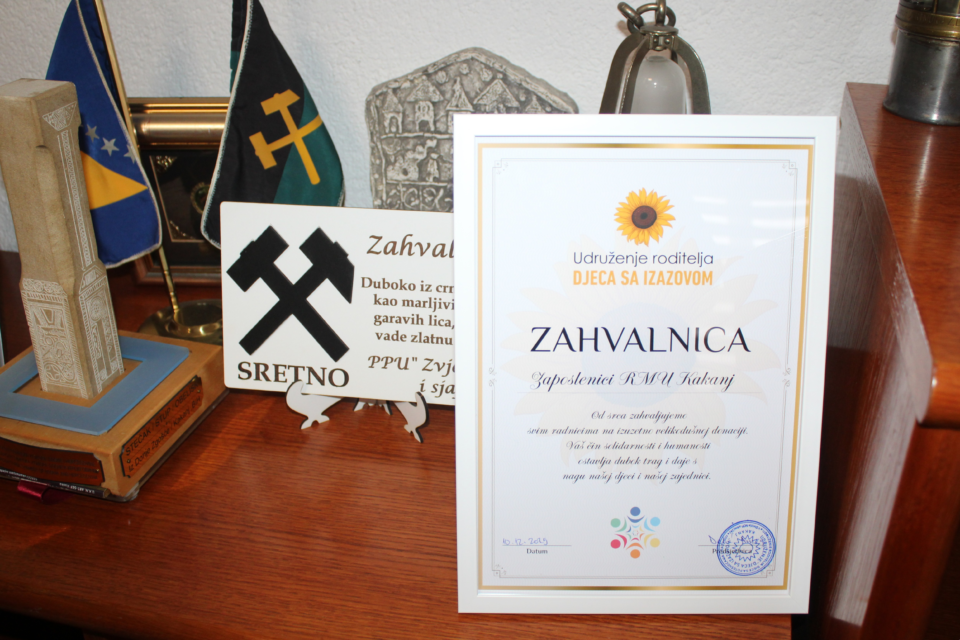 Zahval
Duboko iz crn
kao marljivi
garavih lica,
vade zlatnu
PPU" Zvje
i sja
SRETNO
Udruženje roditelja
DJECA SA IZAZOVOM
ZAHVALNICA
Zaposlenici RMU Kakanj
Od srca zahvaljujemo
svim radnicima na izuzetno velikodušnoj donaciji.
Vaš čin solidarnosti i humanosti
ostavlja dubok trag i daje s
nagu našoj djeci i našoj zajednici.
Datum